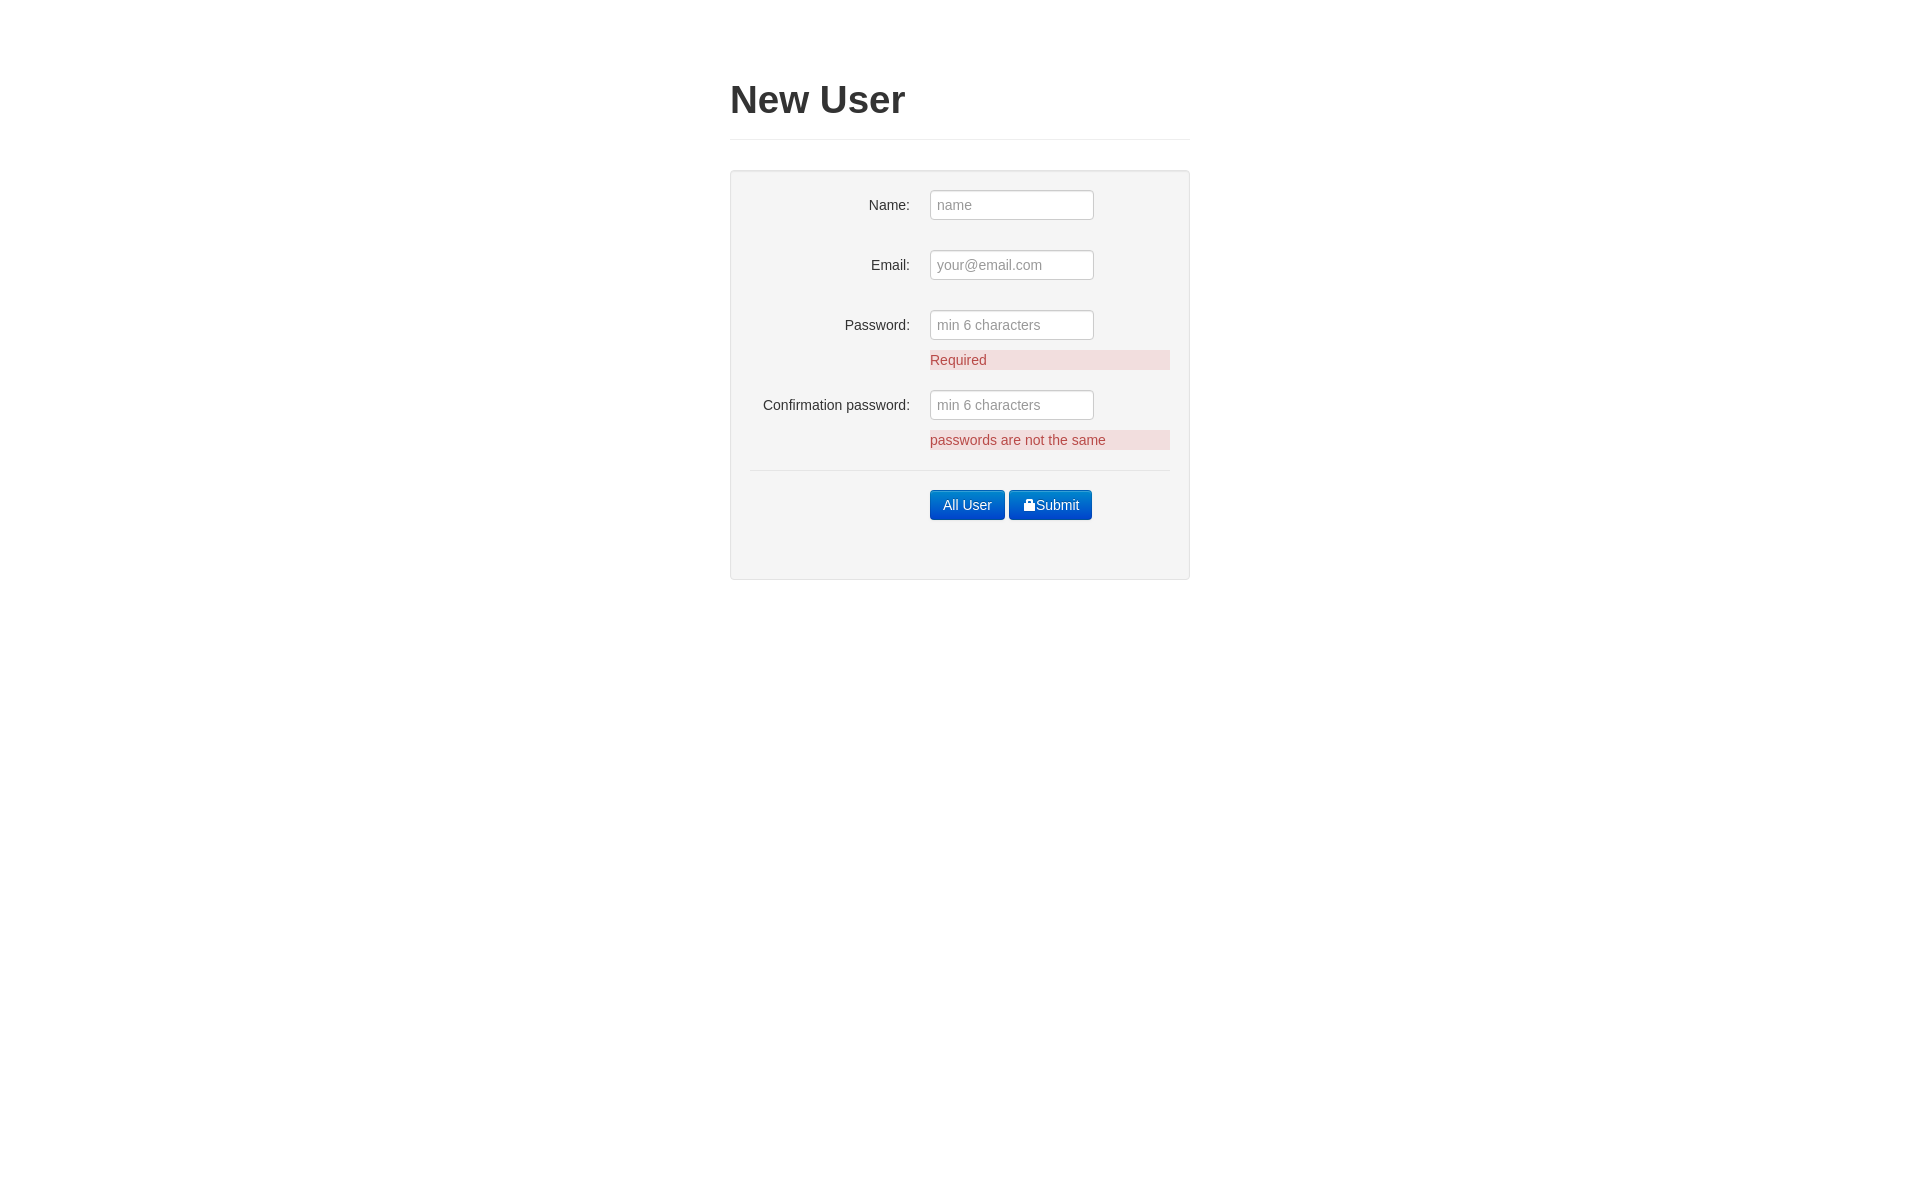 New User
Name: name
Email: your@email.com
Password: min 6 characters
Required
Confirmation password: min 6 characters
passwords are not the same
All User Submit